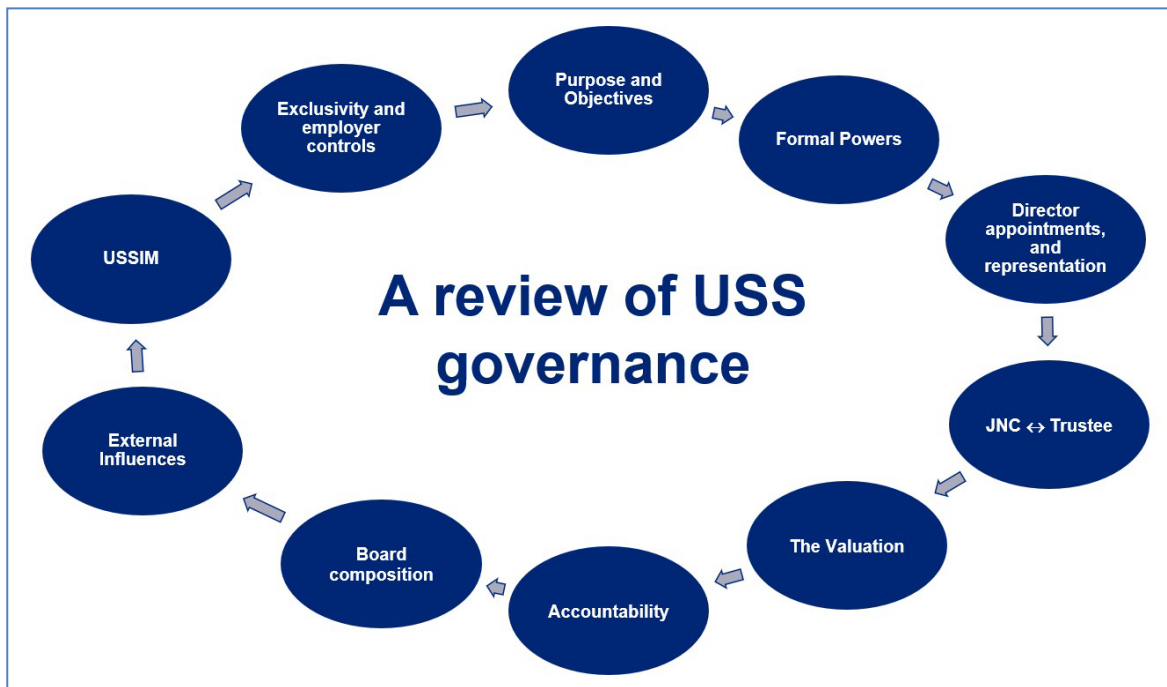 Purpose and
Objectives
Formal Powers
Director
appointments,
and
representation
JNC ↔ Trustee
The Valuation
Accountability
Board
composition
External
Influences
USSIM
Exclusivity and
employer
controls
A review of USS
governance